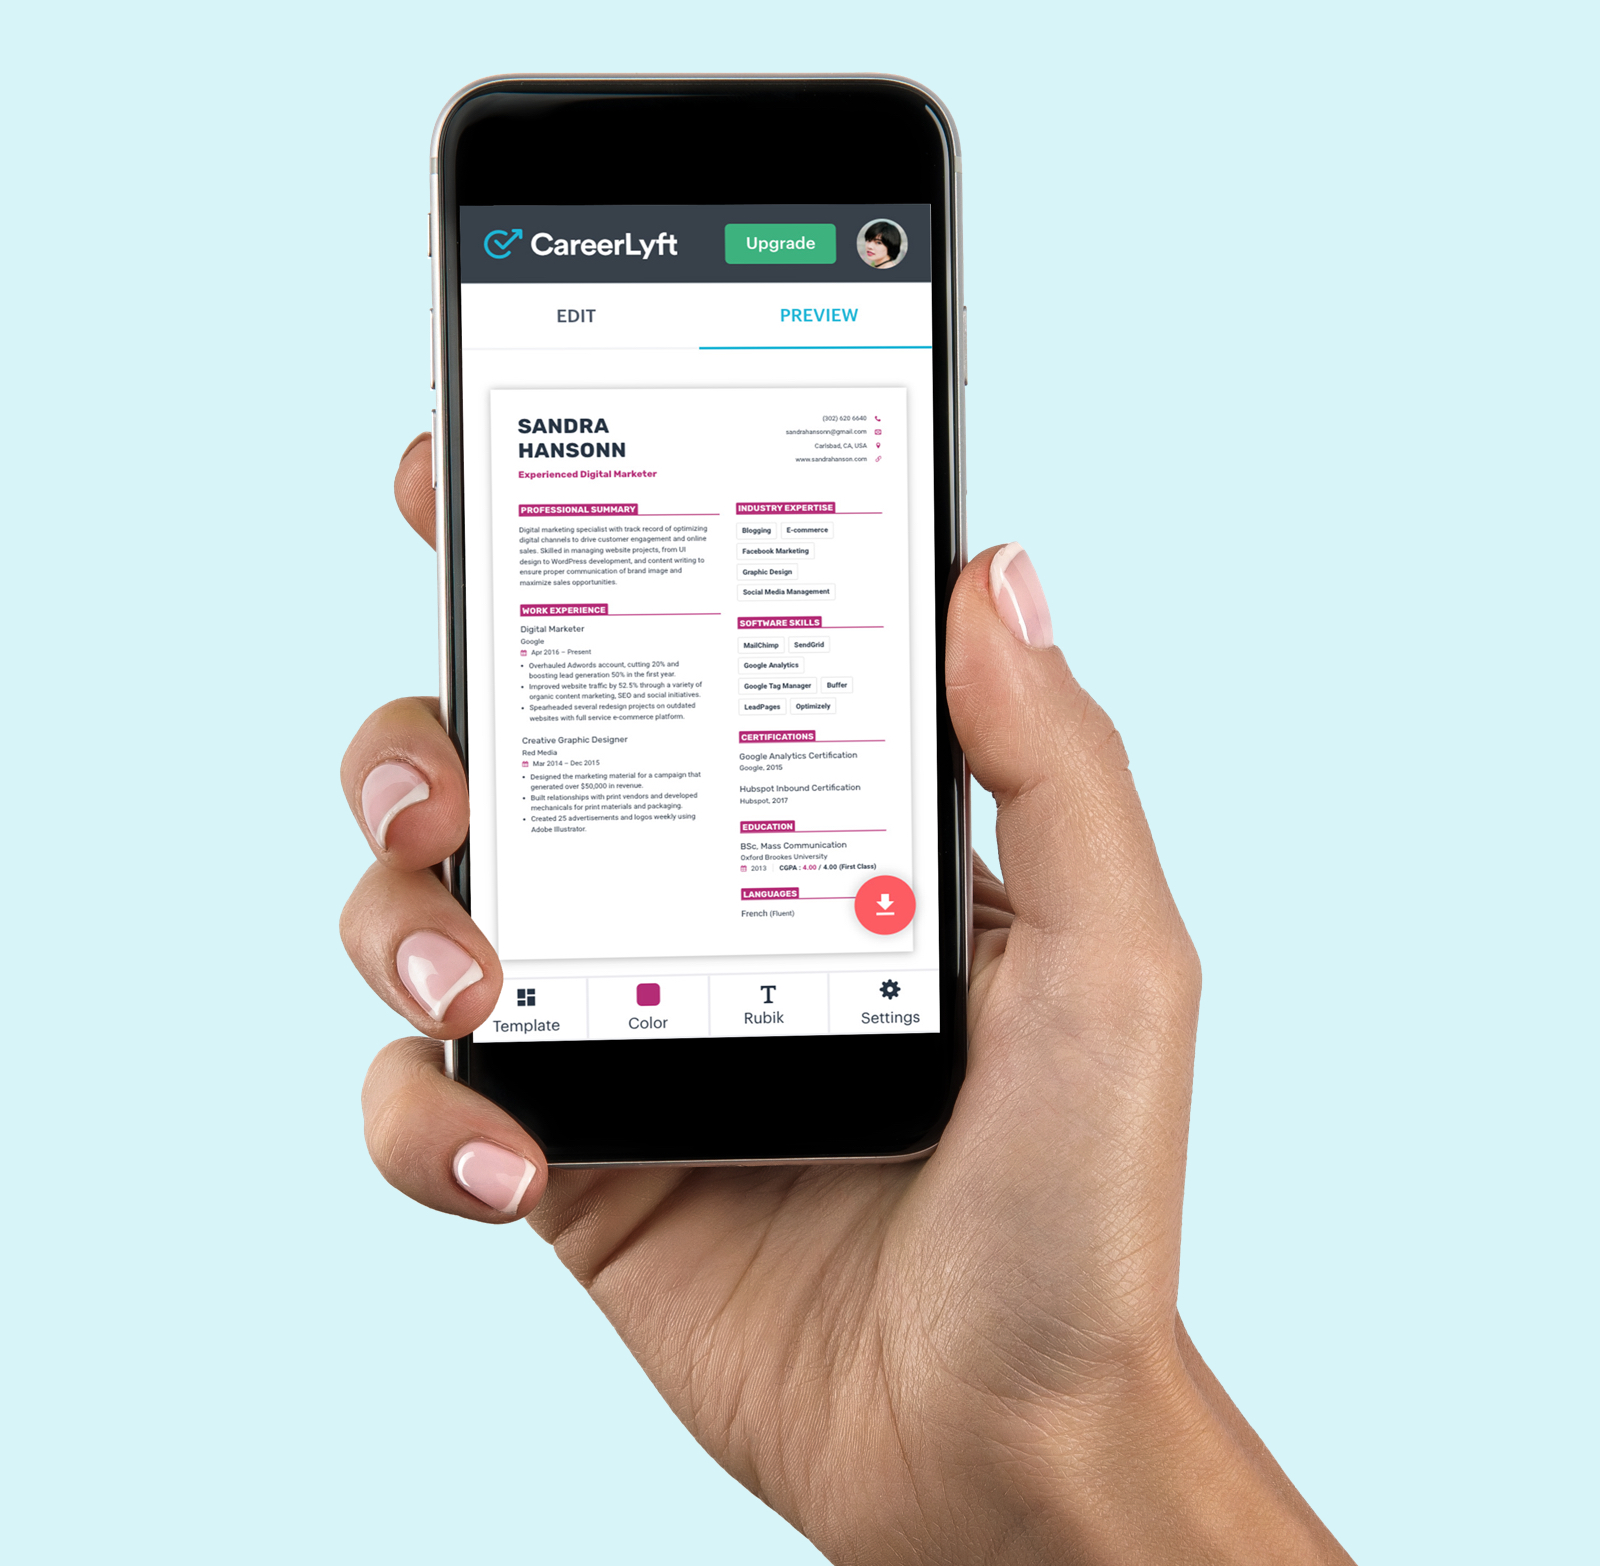 CareerLyft
Upgrade
EDIT
PREVIEW
SANDRA
HANSONN
Experienced Digital Marketer
(302) 620 6640
sandrahansonn@gmail.com
Carlsbad, CA, USA
www.sandrahanson.com
PROFESSIONAL SUMMARY
Digital marketing specialist with track record of optimizing
digital channels to drive customer engagement and online
sales. Skilled in managing website projects, from UI
design to WordPress development, and content writing to
ensure proper communication of brand image and
maximize sales opportunities.
WORK EXPERIENCE
Digital Marketer
Google
Apr 2016 – Present
• Overhauled Adwords account, cutting 20% and
boosting lead generation 50% in the first year.
• Improved website traffic by 52.5% through a variety of
organic content marketing, SEO and social initiatives.
• Spearheaded several redesign projects on outdated
websites with full service e-commerce platform.
Creative Graphic Designer
Red Media
Mar 2014 – Dec 2015
• Designed the marketing material for a campaign that
generated over $50,000 in revenue.
• Built relationships with print vendors and developed
mechanicals for print materials and packaging.
• Created 25 advertisements and logos weekly using
Adobe Illustrator.
INDUSTRY EXPERTISE
Blogging E-commerce
Facebook Marketing
Graphic Design
Social Media Management
SOFTWARE SKILLS
MailChimp SendGrid
Google Analytics
Google Tag Manager Buffer
LeadPages Optimizely
CERTIFICATIONS
Google Analytics Certification
Google, 2015
Hubspot Inbound Certification
Hubspot, 2017
EDUCATION
BSc, Mass Communication
Oxford Brookes University
2013 | CGPA : 4.00 / 4.00 (First Class)
LANGUAGES
French (Fluent)
Template
Color
T
Rubik
Settings